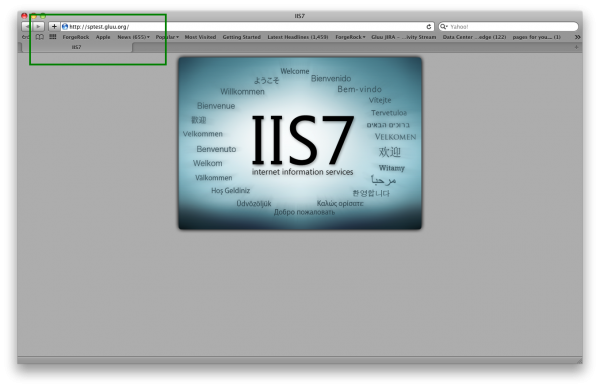 IIS7
http://sptest.glsu.org/
Yahoo!
ForgeRock Apple News (655) Popular Most Visited Getting Started Latest Headlines (1,459) ForgeRock Glsu JIRA - ...ivity Stream Data Center ...edge (122) pages for you... (1)
IIS7
Welcome
ようこそ Bienvenido
Willkommen Bem-vindo
Bienvenue Vítejte
歡迎 Tervetuloa
Velkommen ברוכים הבאים
VELKOMEN
Benvenuto 欢迎
Welkom Witamy
Välkommen مرحباً
Hoş Geldiniz 환영합니다
Üdvözöljük Καλώς ορίσατε
Добро пожаловать
IIS7
internet information services